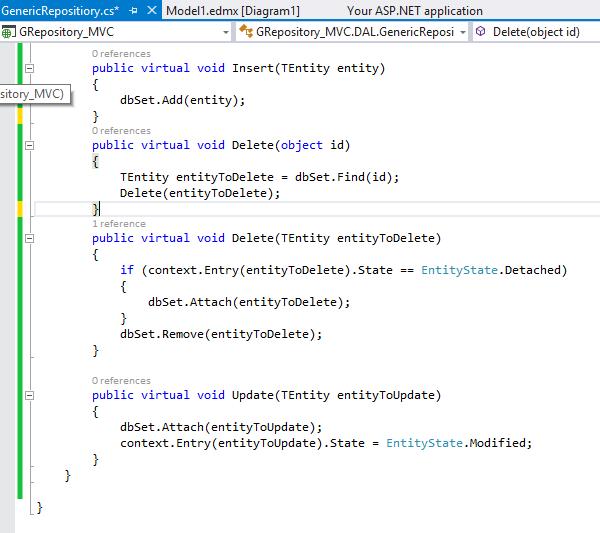 GenericRepositiory.cs* Model1.edmx [Diagram1] Your ASP.NET application
GRepository_MVC GRepository_MVC.DAL.GenericReposi Delete(object id)
0 references
public virtual void Insert(TEntity entity)
{
sitory_MVC)
dbSet.Add(entity);
}
0 references
public virtual void Delete(object id)
{
TEntity entityToDelete = dbSet.Find(id);
Delete(entityToDelete);
}
1 reference
public virtual void Delete(TEntity entityToDelete)
{
if (context.Entry(entityToDelete).State == EntityState.Detached)
{
dbSet.Attach(entityToDelete);
}
dbSet.Remove(entityToDelete);
}
0 references
public virtual void Update(TEntity entityToUpdate)
{
dbSet.Attach(entityToUpdate);
context.Entry(entityToUpdate).State = EntityState.Modified;
}
}
}